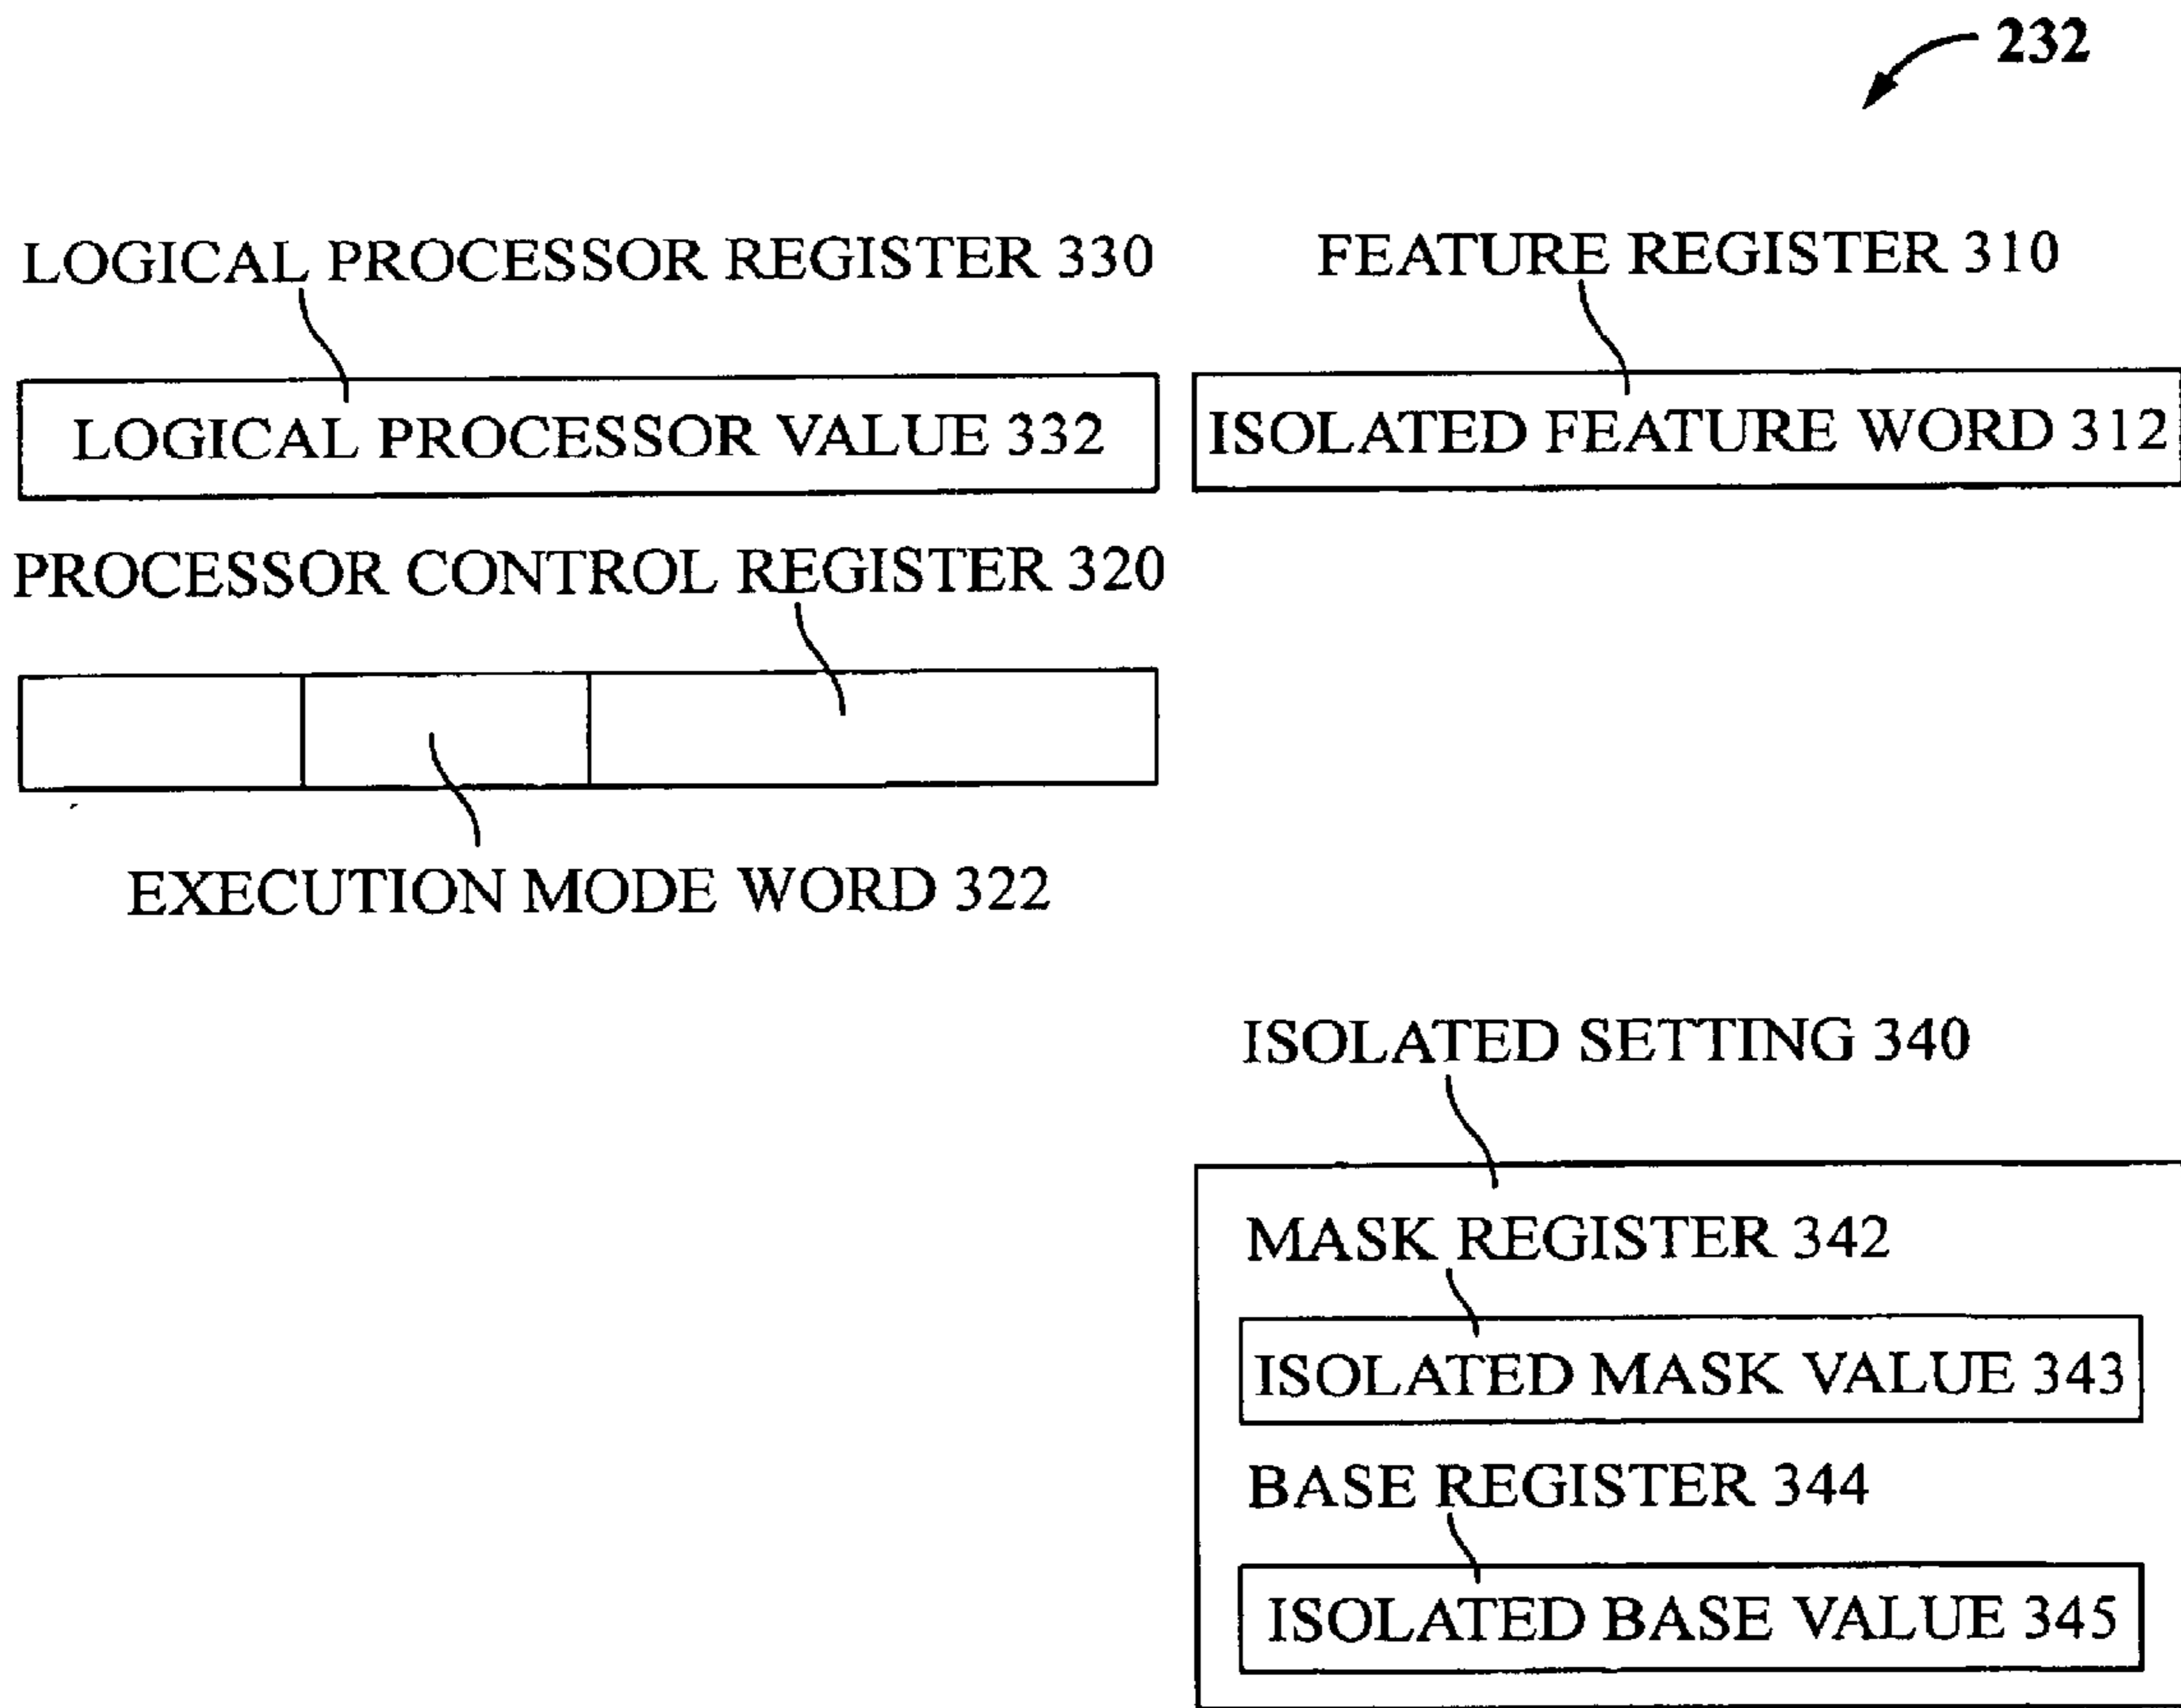 232
LOGICAL PROCESSOR REGISTER 330
FEATURE REGISTER 310
LOGICAL PROCESSOR VALUE 332
ISOLATED FEATURE WORD 312
PROCESSOR CONTROL REGISTER 320
EXECUTION MODE WORD 322
ISOLATED SETTING 340
MASK REGISTER 342
ISOLATED MASK VALUE 343
BASE REGISTER 344
ISOLATED BASE VALUE 345